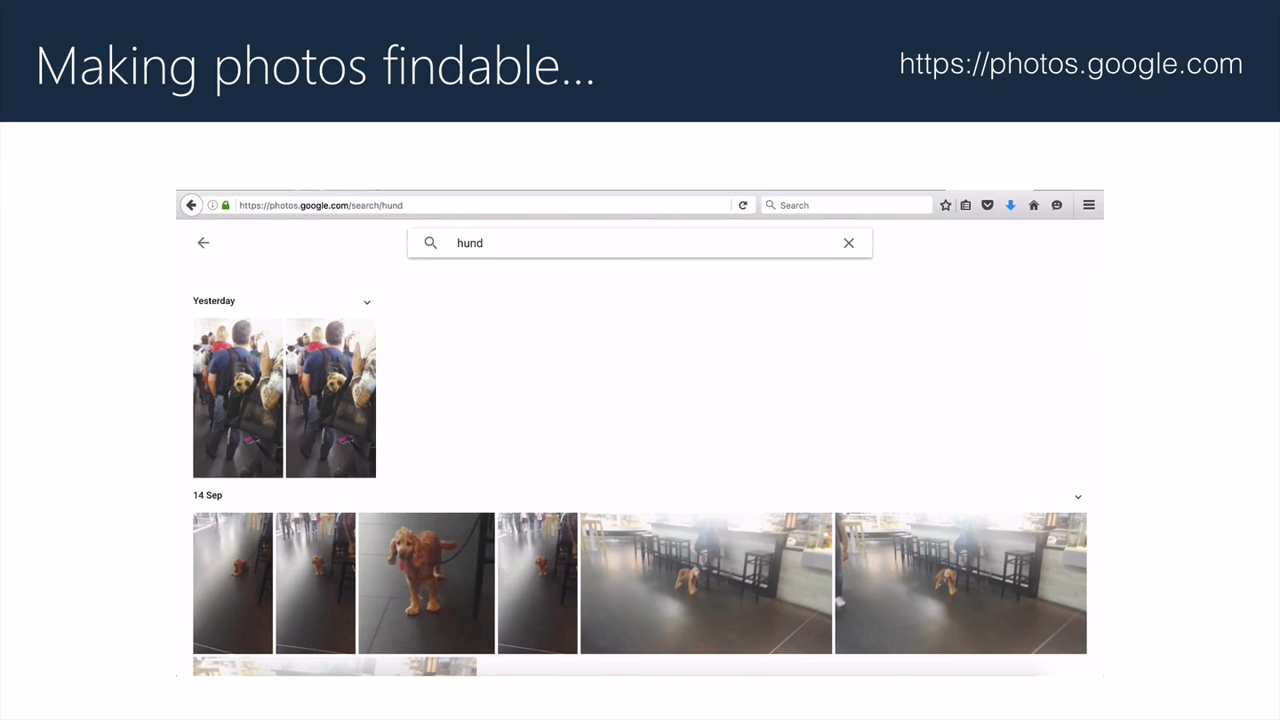 Making photos findable...
https://photos.google.com
https://photos.google.com/search/hund
Search
hund
Yesterday
14 Sep